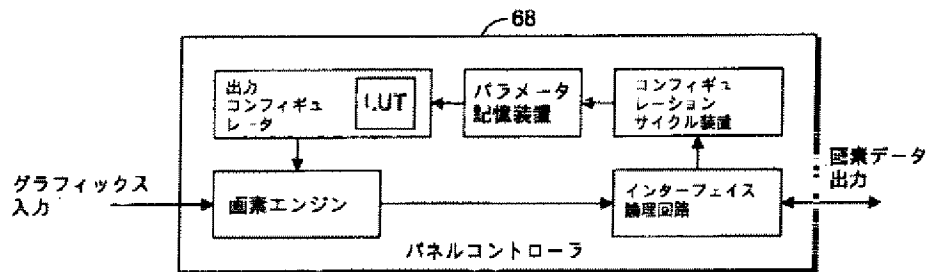 68
出力
コンフィギュ
レータ
LUT
パラメータ
記憶装置
コンフィギュ
レーション
サイクル装置
グラフィックス
入力
画素エンジン
インターフェイス
論理回路
画素データ
出力
パネルコントローラ